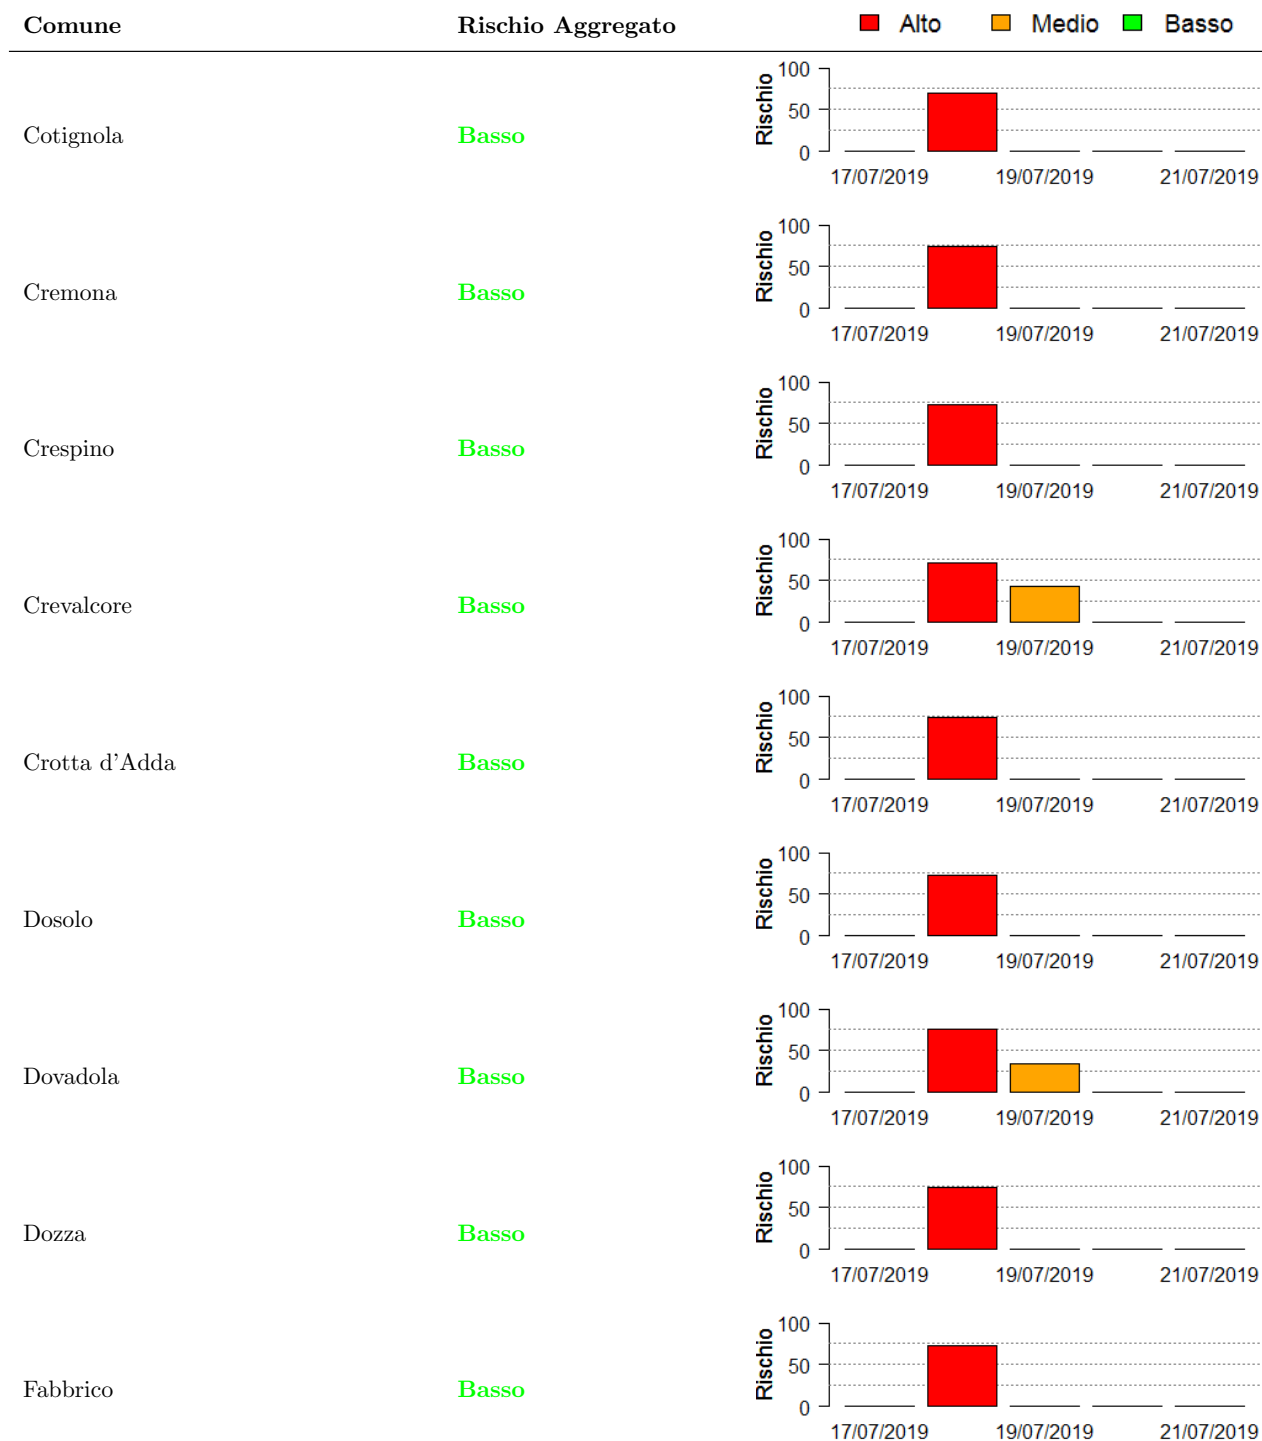 Comune Rischio Aggregato Alto Medio Basso
Cotignola Basso
Rischio
100
50
0
17/07/2019 19/07/2019 21/07/2019
Cremona Basso
Rischio
100
50
0
17/07/2019 19/07/2019 21/07/2019
Crespino Basso
Rischio
100
50
0
17/07/2019 19/07/2019 21/07/2019
Crevalcore Basso
Rischio
100
50
0
17/07/2019 19/07/2019 21/07/2019
Crotta d'Adda Basso
Rischio
100
50
0
17/07/2019 19/07/2019 21/07/2019
Dosolo Basso
Rischio
100
50
0
17/07/2019 19/07/2019 21/07/2019
Dovadola Basso
Rischio
100
50
0
17/07/2019 19/07/2019 21/07/2019
Dozza Basso
Rischio
100
50
0
17/07/2019 19/07/2019 21/07/2019
Fabbrico Basso
Rischio
100
50
0
17/07/2019 19/07/2019 21/07/2019